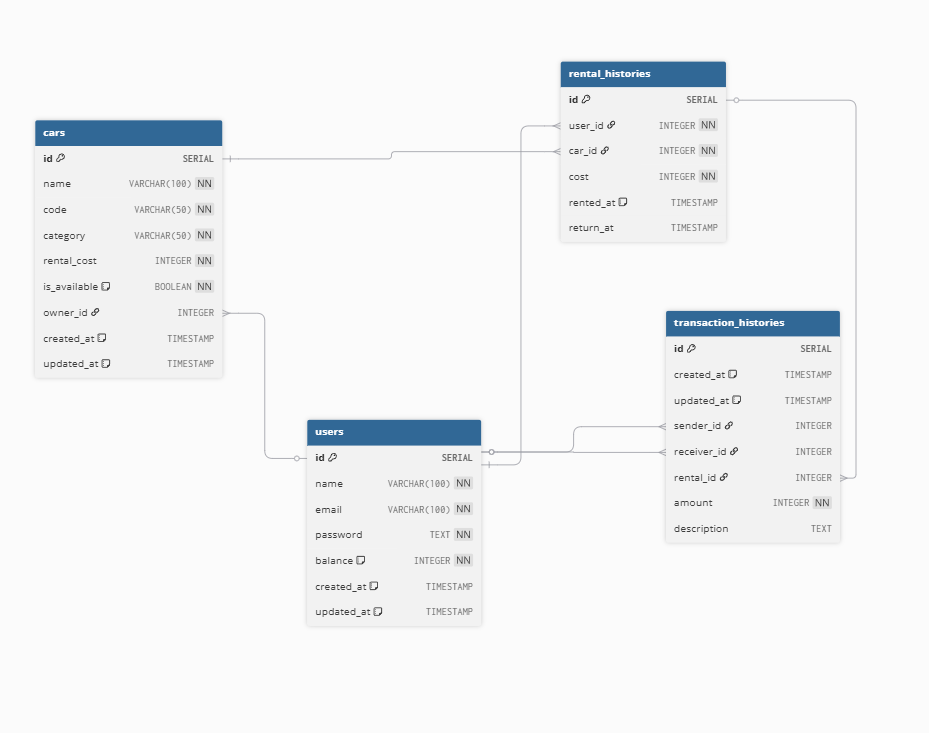 cars
id SERIAL
name VARCHAR(100) NN
code VARCHAR(50) NN
category VARCHAR(50) NN
rental_cost INTEGER NN
is_available BOOLEAN NN
owner_id INTEGER
created_at TIMESTAMP
updated_at TIMESTAMP
rental_histories
id SERIAL
user_id INTEGER NN
car_id INTEGER NN
cost INTEGER NN
rented_at TIMESTAMP
return_at TIMESTAMP
transaction_histories
id SERIAL
created_at TIMESTAMP
updated_at TIMESTAMP
sender_id INTEGER
receiver_id INTEGER
rental_id INTEGER
amount INTEGER NN
description TEXT
users
id SERIAL
name VARCHAR(100) NN
email VARCHAR(100) NN
password TEXT NN
balance INTEGER NN
created_at TIMESTAMP
updated_at TIMESTAMP